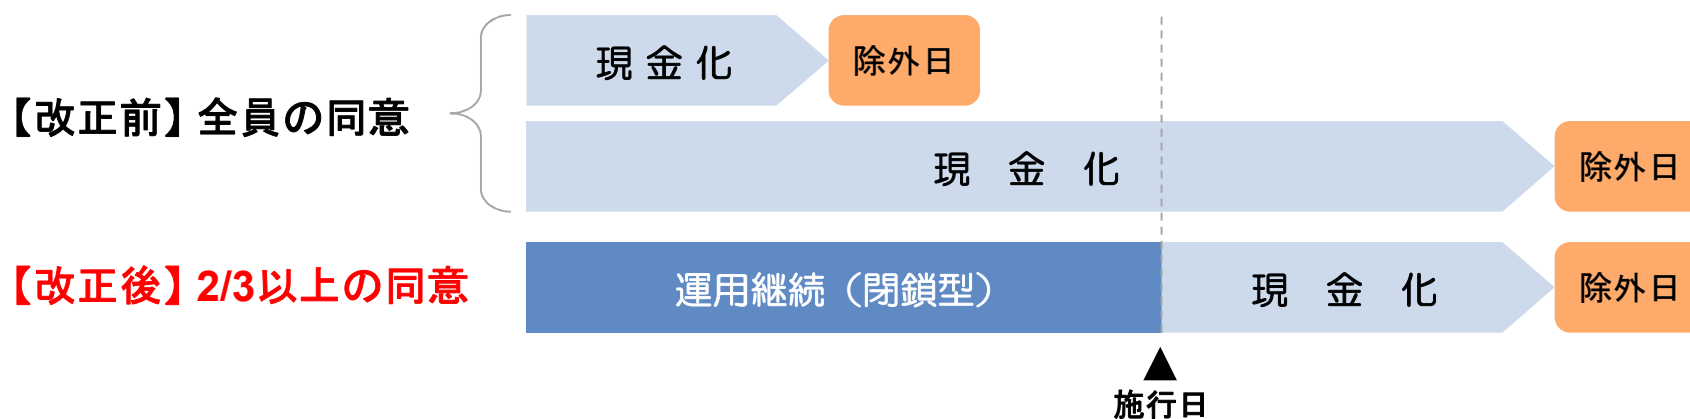 現金化
除外日
【改正前】全員の同意
現 金 化
除外日
【改正後】2/3以上の同意
運用継続（閉鎖型）
現 金 化
除外日
施行日